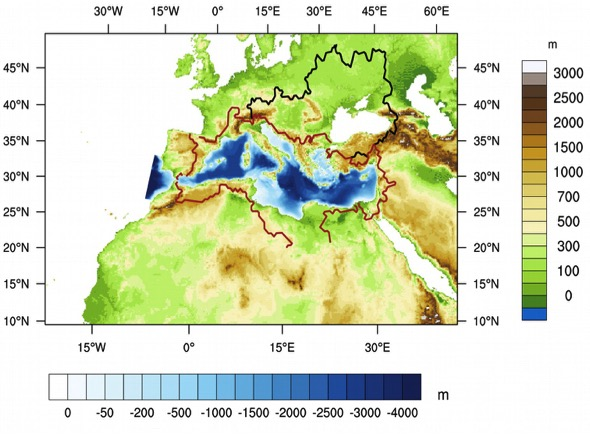 30°W 15°W 0° 15°E 30°E 45°E 60°E
m
45°N 45°N 3000
40°N 40°N 2500
2000
35°N 35°N 1500
30°N 30°N 1000
700
25°N 25°N 500
20°N 20°N 300
15°N 15°N 100
10°N 10°N 0
15°W 0° 15°E 30°E
m
0 -50 -200 -500 -1000 -1500 -2000 -2500 -3000 -4000